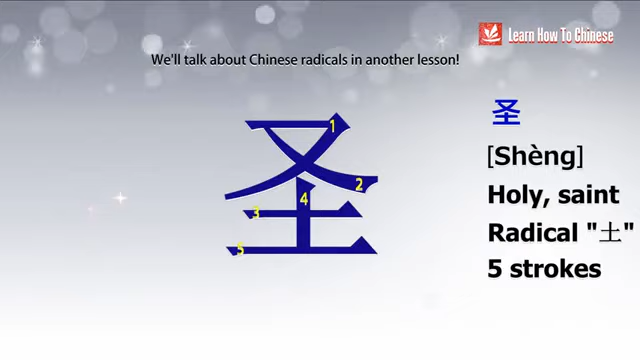 Learn How To Chinese
We'll talk about Chinese radicals in another lesson!
圣
1
2
4
3
5
圣
[Shèng]
Holy, saint
Radical "土"
5 strokes